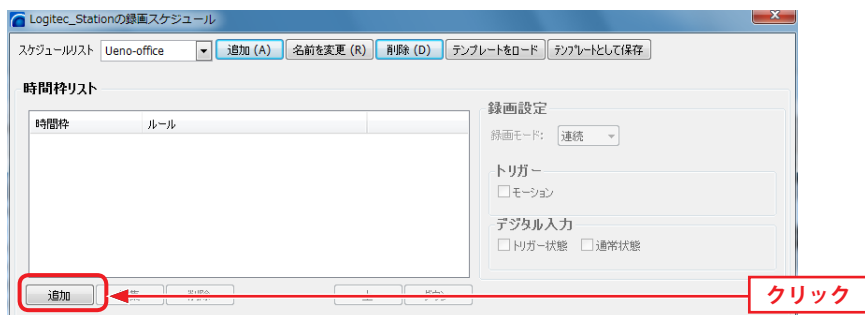 Logitec_Stationの録画スケジュール
スケジュールリスト Ueno-office 追加 (A) 名前を変更 (R) 削除 (D) テンプレートをロード テンプレートとして保存
時間枠リスト
時間枠 ルール
録画設定
録画モード: 連続
トリガー
モーション
デジタル入力
トリガー状態 通常状態
追加
クリック